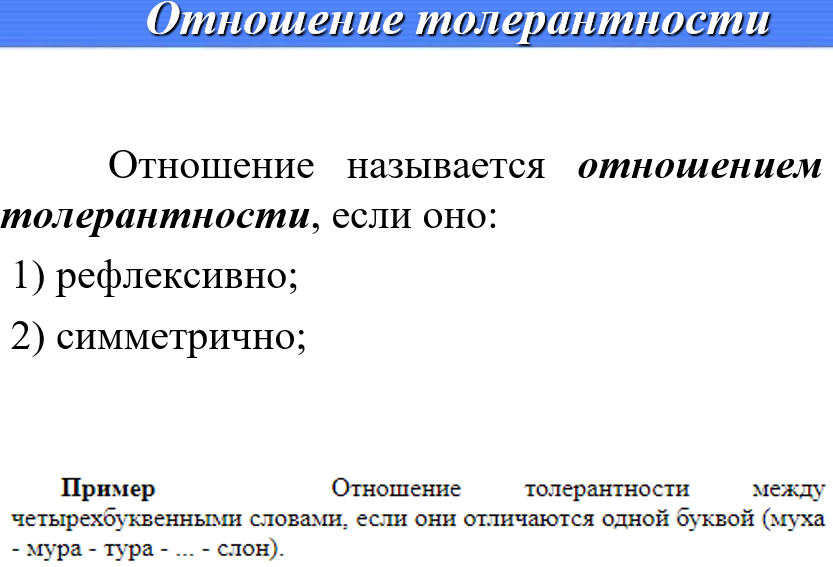 Отношение толерантности
Отношение называется отношением
толерантности, если оно:
1) рефлексивно;
2) симметрично;
Пример Отношение толерантности между
четырехбуквенными словами, если они отличаются одной буквой (муха
- мура - тура - ... - слон).